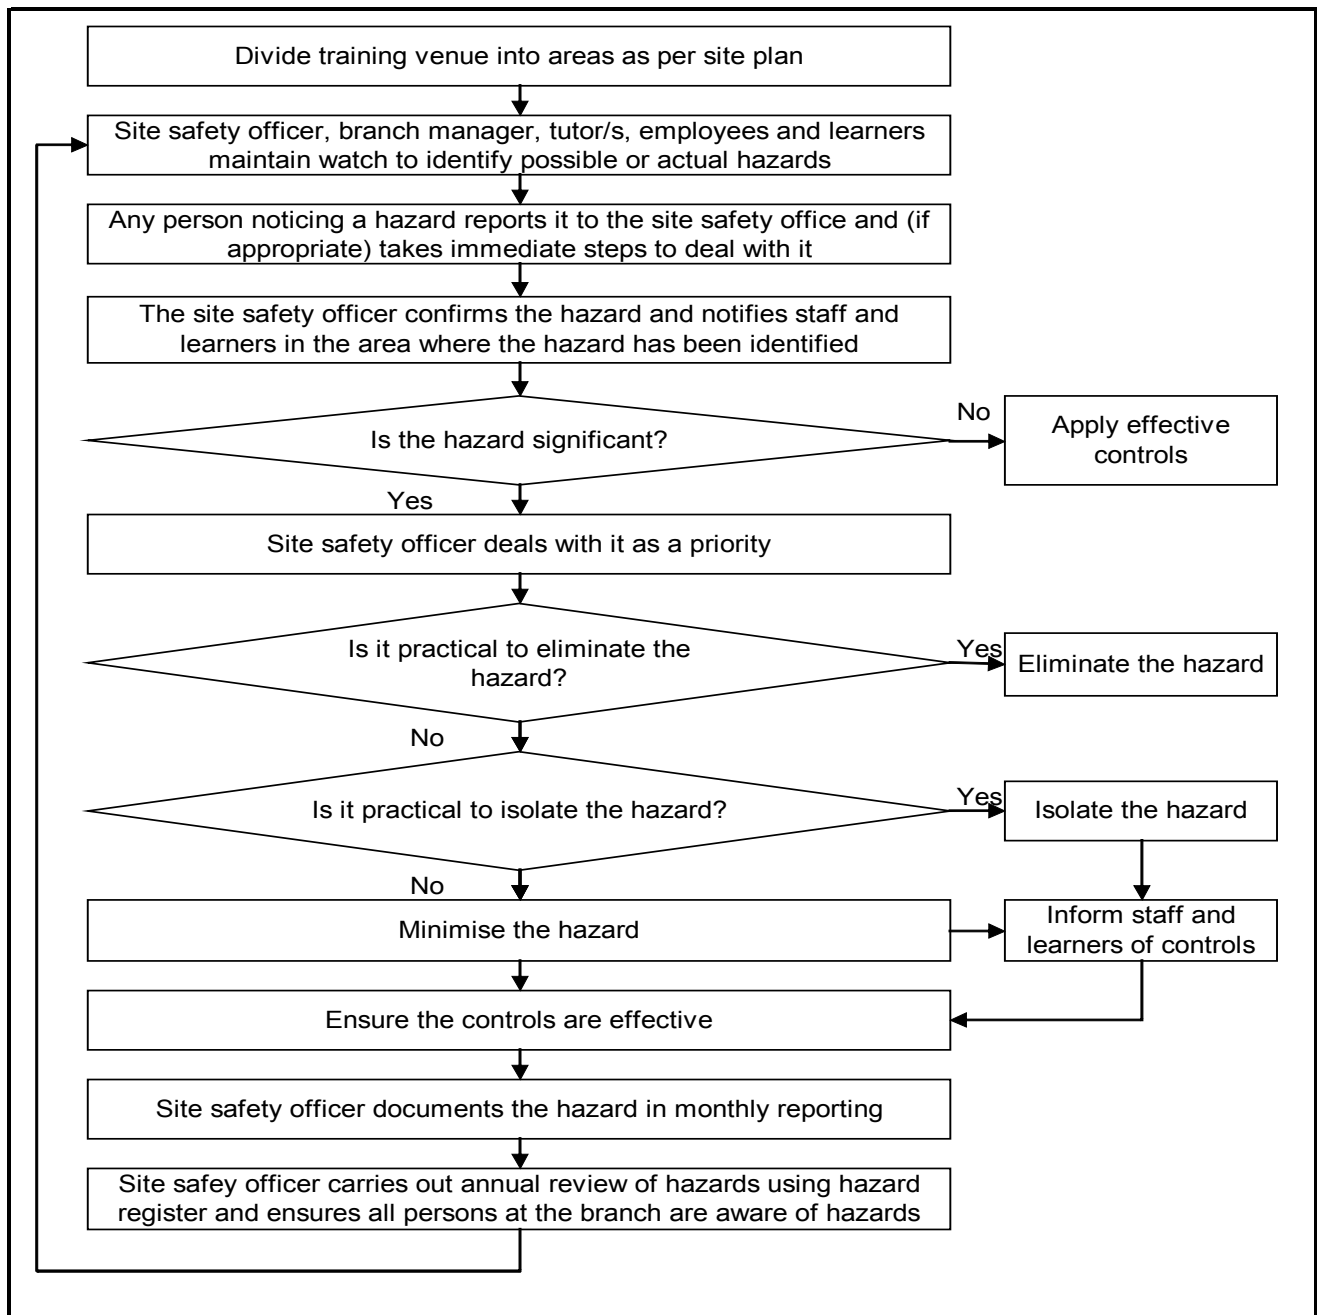 Divide training venue into areas as per site plan
Site safety officer, branch manager, tutor/s, employees and learners
maintain watch to identify possible or actual hazards
Any person noticing a hazard reports it to the site safety office and (if
appropriate) takes immediate steps to deal with it
The site safety officer confirms the hazard and notifies staff and
learners in the area where the hazard has been identified
Is the hazard significant?
No
Apply effective
controls
Yes
Site safety officer deals with it as a priority
Is it practical to eliminate the
hazard?
Yes
Eliminate the hazard
No
Is it practical to isolate the hazard?
Yes
Isolate the hazard
No
Minimise the hazard
Inform staff and
learners of controls
Ensure the controls are effective
Site safety officer documents the hazard in monthly reporting
Site safey officer carries out annual review of hazards using hazard
register and ensures all persons at the branch are aware of hazards